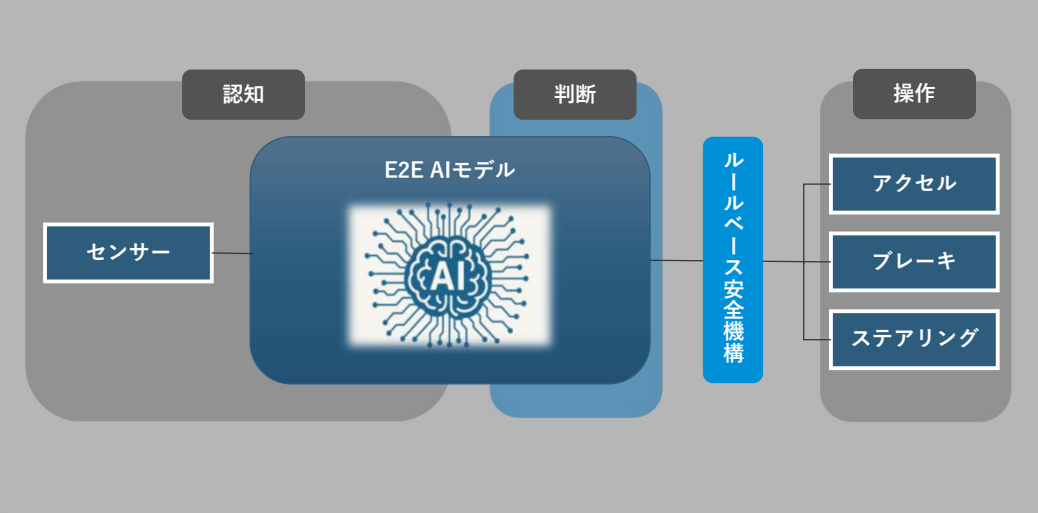 認知
判断
操作
E2E AIモデル
AI
センサー
ルールベース安全機構
アクセル
ブレーキ
ステアリング